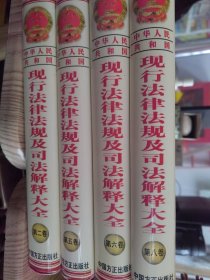 中华人民
共和国
现行法律法规及司法解释大全
第二卷
中国方正出版社
中华人民
共和国
现行法律法规及司法解释大全
第五卷
中国方正出版社
中华人民
共和国
现行法律法规及司法解释大全
第六卷
中国方正出版社
中华人民
共和国
现行法律法规及司法解释大全
第八卷
中国方正出版社